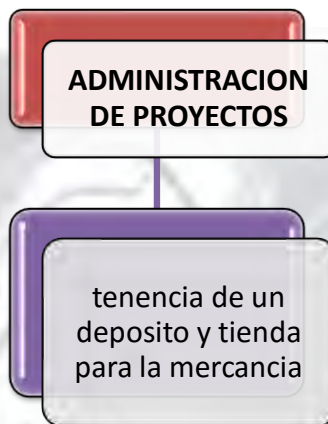 ADMINISTRACION
DE PROYECTOS
tenencia de un
deposito y tienda
para la mercancia